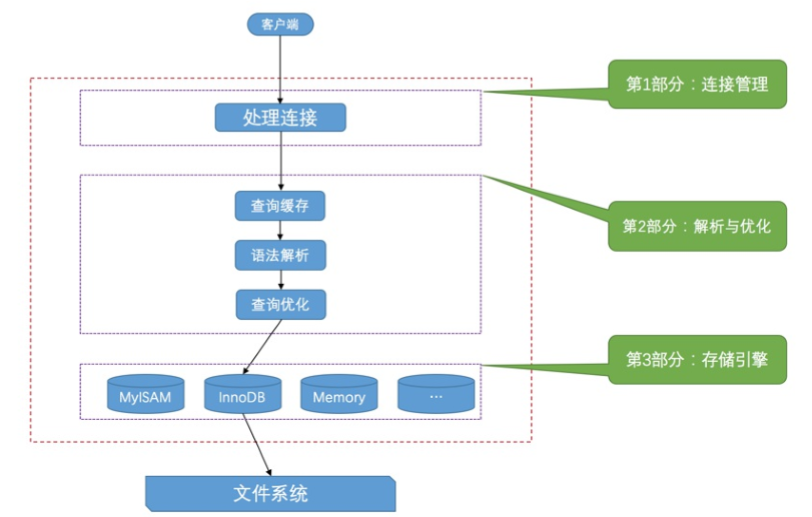 客户端
处理连接
第1部分：连接管理
查询缓存
语法解析
查询优化
第2部分：解析与优化
MyISAM
InnoDB
Memory
…
第3部分：存储引擎
文件系统